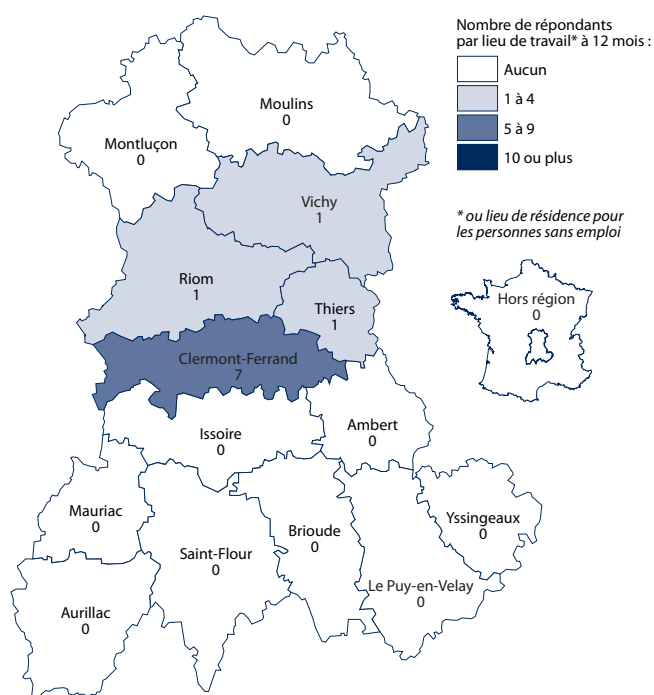 Nombre de répondants
par lieu de travail* à 12 mois :
Aucun
1 à 4
5 à 9
10 ou plus
* ou lieu de résidence pour
les personnes sans emploi
Hors région
0
Moulins
0
Montluçon
0
Vichy
1
Riom
1
Thiers
1
Clermont-Ferrand
7
Issoire
0
Ambert
0
Mauriac
0
Saint-Flour
0
Brioude
0
Yssingeaux
0
Le Puy-en-Velay
0
Aurillac
0